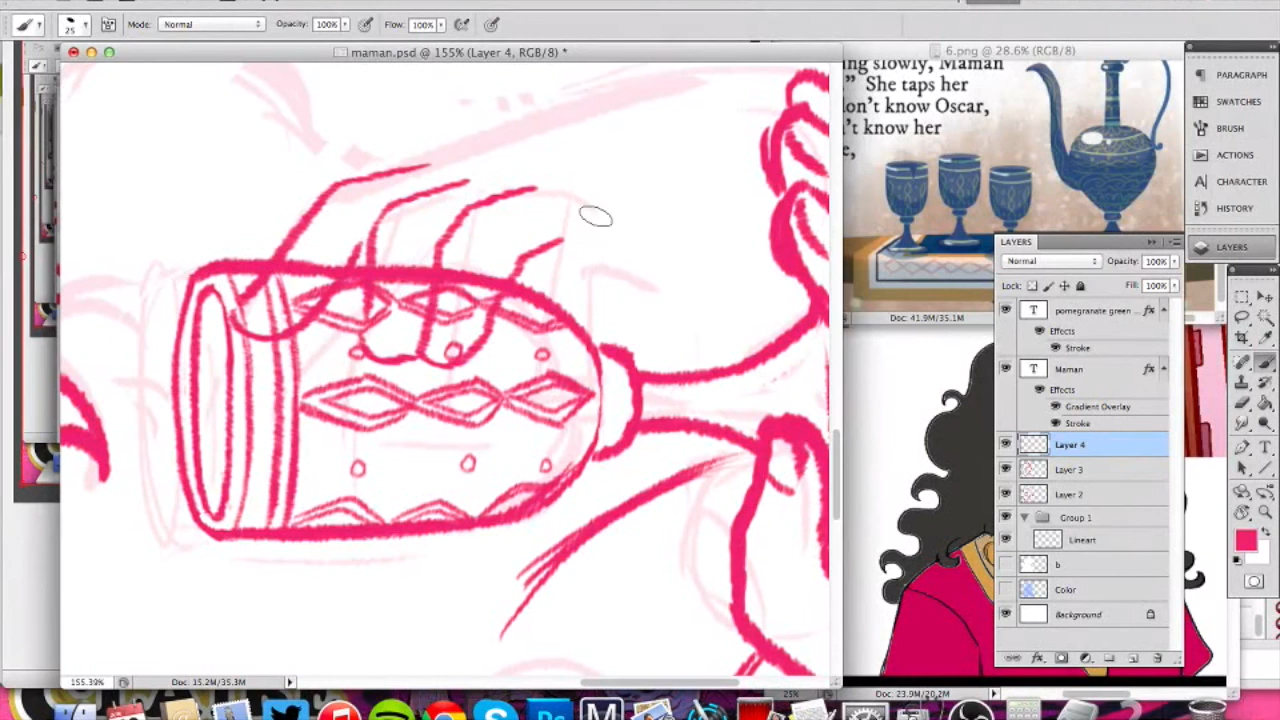 25
Mode: Normal
Opacity: 100%
Flow: 100%
maman.psd @ 155% (Layer 4, RGB/8) *
6.png @ 28.6% (RGB/8)
ing slowly, Maman
" She taps her
don't know Oscar,
't know her
e,
Doc: 41.9M/35.1M
PARAGRAPH
SWATCHES
BRUSH
ACTIONS
CHARACTER
HISTORY
LAYERS
LAYERS
Normal
Opacity: 100%
Lock:
Fill: 100%
pomegranate green ...
Effects
Stroke
Maman
Effects
Gradient Overlay
Stroke
Layer 4
Layer 3
Layer 2
Group 1
Lineart
b
Color
Background
155.39%
Doc: 15.2M/35.3M
25%
Doc: 23.9M/20.2M